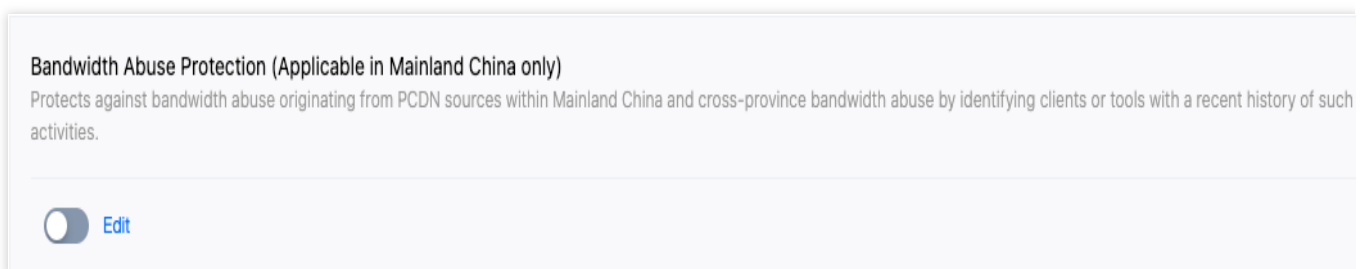 Bandwidth Abuse Protection (Applicable in Mainland China only)
Protects against bandwidth abuse originating from PCDN sources within Mainland China and cross-province bandwidth abuse by identifying clients or tools with a recent history of such
activities.
Edit